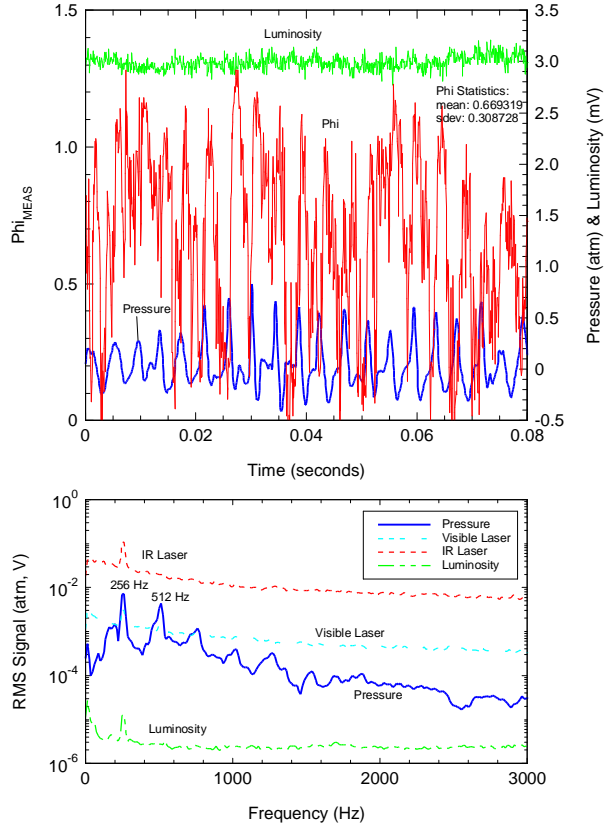 1.5
1.0
0.5
0
Phi_MEAS
3.5
3.0
2.5
2.0
1.5
1.0
0.5
0
-0.5
Pressure (atm) & Luminosity (mV)
Luminosity
Phi Statistics:
mean: 0.669319
sdev: 0.308728
Phi
Pressure
0 0.02 0.04 0.06 0.08
Time (seconds)
10^0
10^-2
10^-4
10^-6
RMS Signal (atm, V)
Pressure
Visible Laser
IR Laser
Luminosity
IR Laser
256 Hz
512 Hz
Visible Laser
Pressure
Luminosity
0 1000 2000 3000
Frequency (Hz)